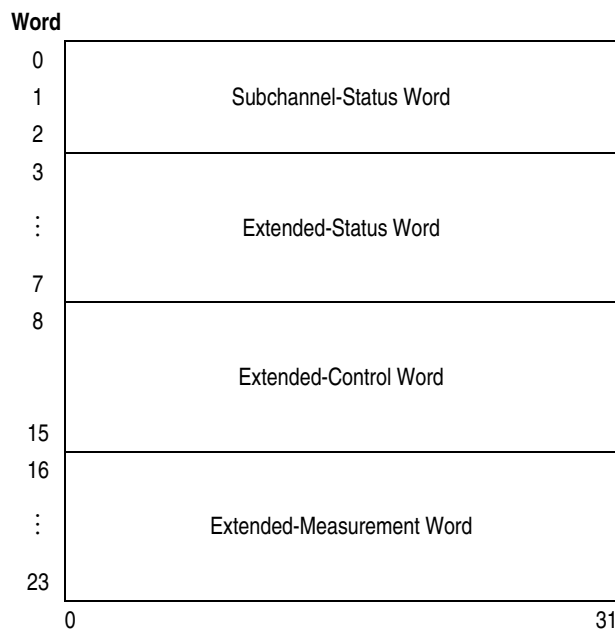 Word
0
1 Subchannel-Status Word
2
3
⋮ Extended-Status Word
7
8
Extended-Control Word
15
16
⋮ Extended-Measurement Word
23
0 31